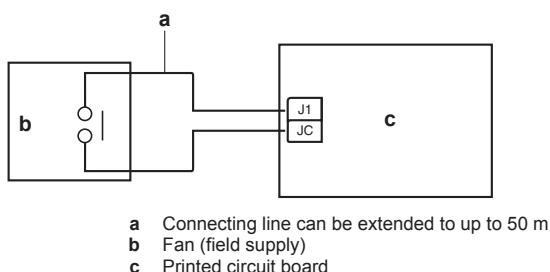 a
b
J1
JC
c
a Connecting line can be extended to up to 50 m
b Fan (field supply)
c Printed circuit board